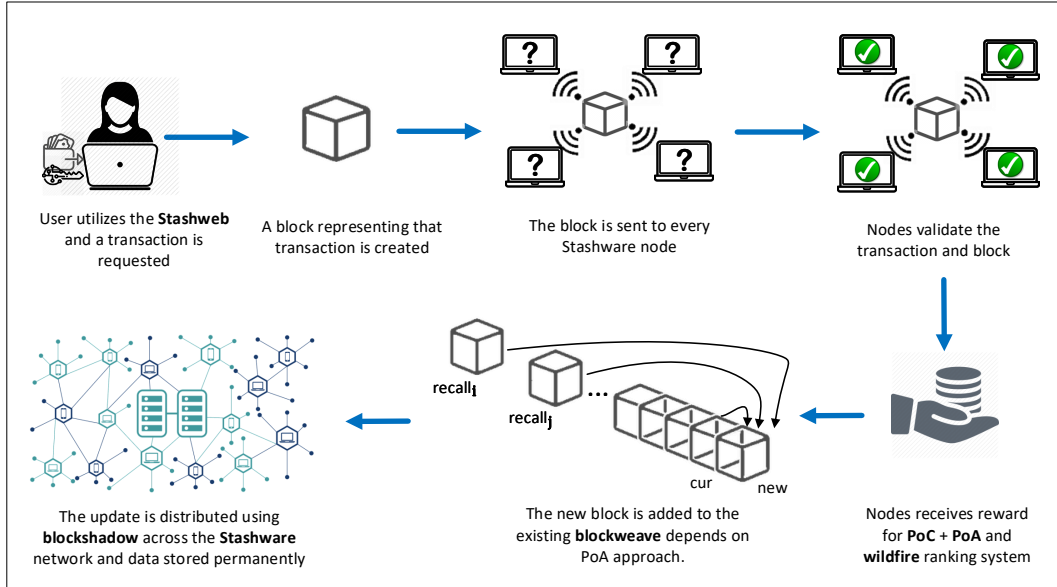 ?
?
?
?
User utilizes the Stashweb
and a transaction is
requested
A block representing that
transaction is created
The block is sent to every
Stashware node
Nodes validate the
transaction and block
recallᵢ
recallⱼ
...
cur
new
The update is distributed using
blockshadow across the Stashware
network and data stored permanently
The new block is added to the
existing blockweave depends on
PoA approach.
Nodes receives reward
for PoC + PoA and
wildfire ranking system